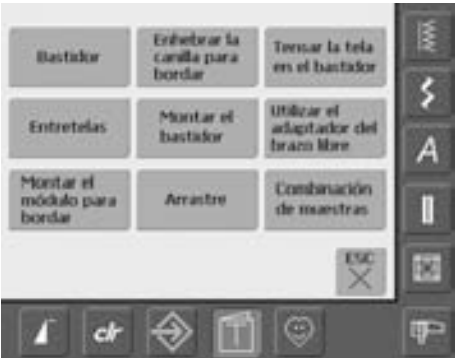 Bastidor
Enhebrar la
canilla para
bordar
Tensar la tela
en el bastidor
Entretelas
Montar el
bastidor
Utilizar el
adaptador del
brazo libre
Montar el
módulo para
bordar
Arrastre
Combinación
de muestras
ESC
A
clr